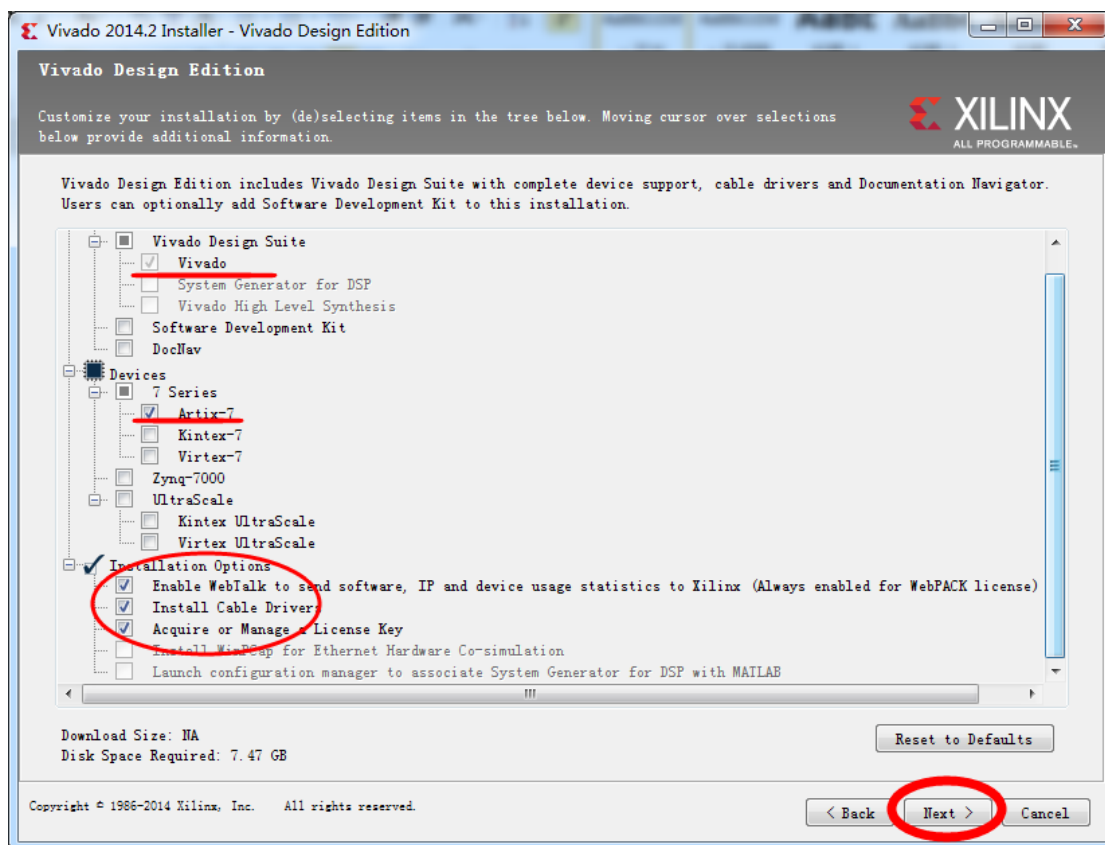 Vivado 2014.2 Installer - Vivado Design Edition
Vivado Design Edition
Customize your installation by (de)selecting items in the tree below. Moving cursor over selections
below provide additional information.
XILINX
ALL PROGRAMMABLE.
Vivado Design Edition includes Vivado Design Suite with complete device support, cable drivers and Documentation Navigator.
Users can optionally add Software Development Kit to this installation.
Vivado Design Suite
Vivado
System Generator for DSP
Vivado High Level Synthesis
Software Development Kit
DocNav
Devices
7 Series
Artix-7
Kintex-7
Virtex-7
Zynq-7000
UltraScale
Kintex UltraScale
Virtex UltraScale
Installation Options
Enable WebTalk to send software, IP and device usage statistics to Xilinx (Always enabled for WebPACK license)
Install Cable Drivers
Acquire or Manage a License Key
Install WinPCap for Ethernet Hardware Co-simulation
Launch configuration manager to associate System Generator for DSP with MATLAB
Download Size: NA
Disk Space Required: 7.47 GB
Reset to Defaults
Copyright © 1986-2014 Xilinx, Inc. All rights reserved.
< Back
Next >
Cancel